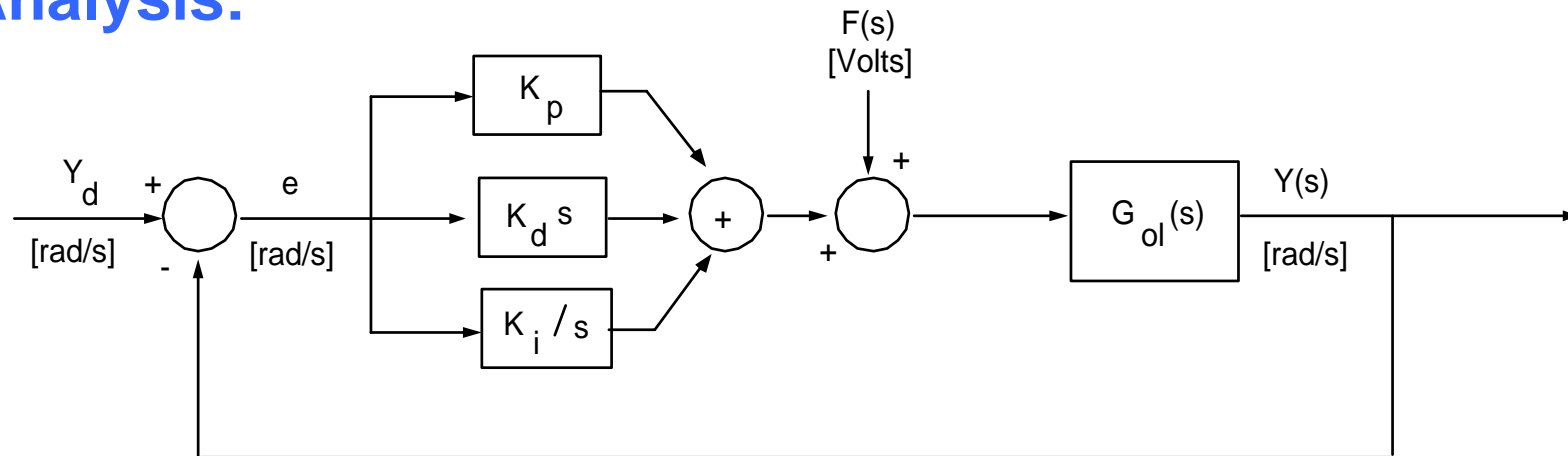 Analysis:
F(s)
[Volts]
K p
Y d
+
e
K d s
+
+
+
G ol (s)
Y(s)
[rad/s]
-
[rad/s]
[rad/s]
K i / s